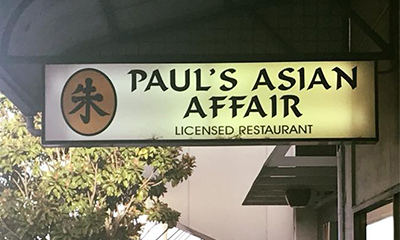 朱
PAUL'S ASIAN
AFFAIR
LICENSED RESTAURANT